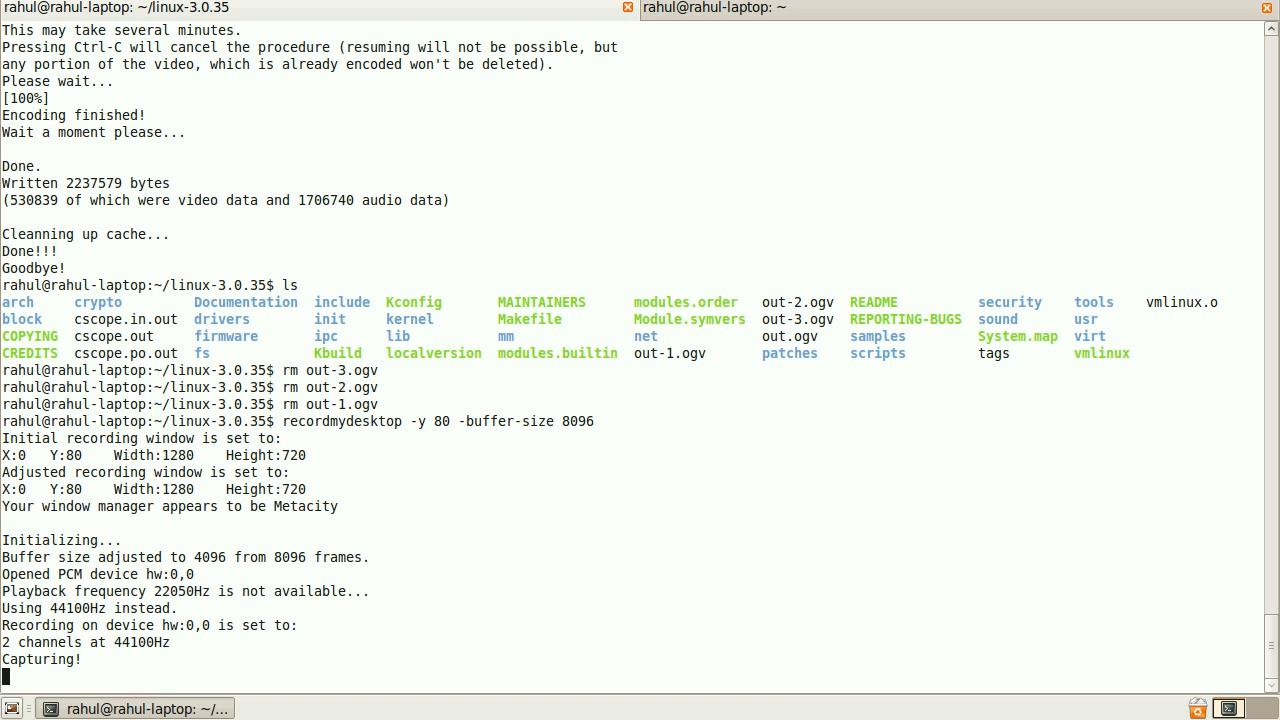 rahul@rahul-laptop: ~/linux-3.0.35 rahul@rahul-laptop: ~
This may take several minutes.
Pressing Ctrl-C will cancel the procedure (resuming will not be possible, but
any portion of the video, which is already encoded won't be deleted).
Please wait...
[100%]
Encoding finished!
Wait a moment please...
Done.
Written 2237579 bytes
(530839 of which were video data and 1706740 audio data)
Cleanning up cache...
Done!!!
Goodbye!
rahul@rahul-laptop:~/linux-3.0.35$ ls
arch crypto Documentation include Kconfig MAINTAINERS modules.order out-2.ogv README security tools vmlinux.o
block cscope.in.out drivers init kernel Makefile Module.symvers out-3.ogv REPORTING-BUGS sound usr
COPYING cscope.out firmware ipc lib mm net out.ogv samples System.map virt
CREDITS cscope.po.out fs Kbuild localversion modules.builtin out-1.ogv patches scripts tags vmlinux
rahul@rahul-laptop:~/linux-3.0.35$ rm out-3.ogv
rahul@rahul-laptop:~/linux-3.0.35$ rm out-2.ogv
rahul@rahul-laptop:~/linux-3.0.35$ rm out-1.ogv
rahul@rahul-laptop:~/linux-3.0.35$ recordmydesktop -y 80 -buffer-size 8096
Initial recording window is set to:
X:0 Y:80 Width:1280 Height:720
Adjusted recording window is set to:
X:0 Y:80 Width:1280 Height:720
Your window manager appears to be Metacity
Initializing...
Buffer size adjusted to 4096 from 8096 frames.
Opened PCM device hw:0,0
Playback frequency 22050Hz is not available...
Using 44100Hz instead.
Recording on device hw:0,0 is set to:
2 channels at 44100Hz
Capturing!
rahul@rahul-laptop: ~/...